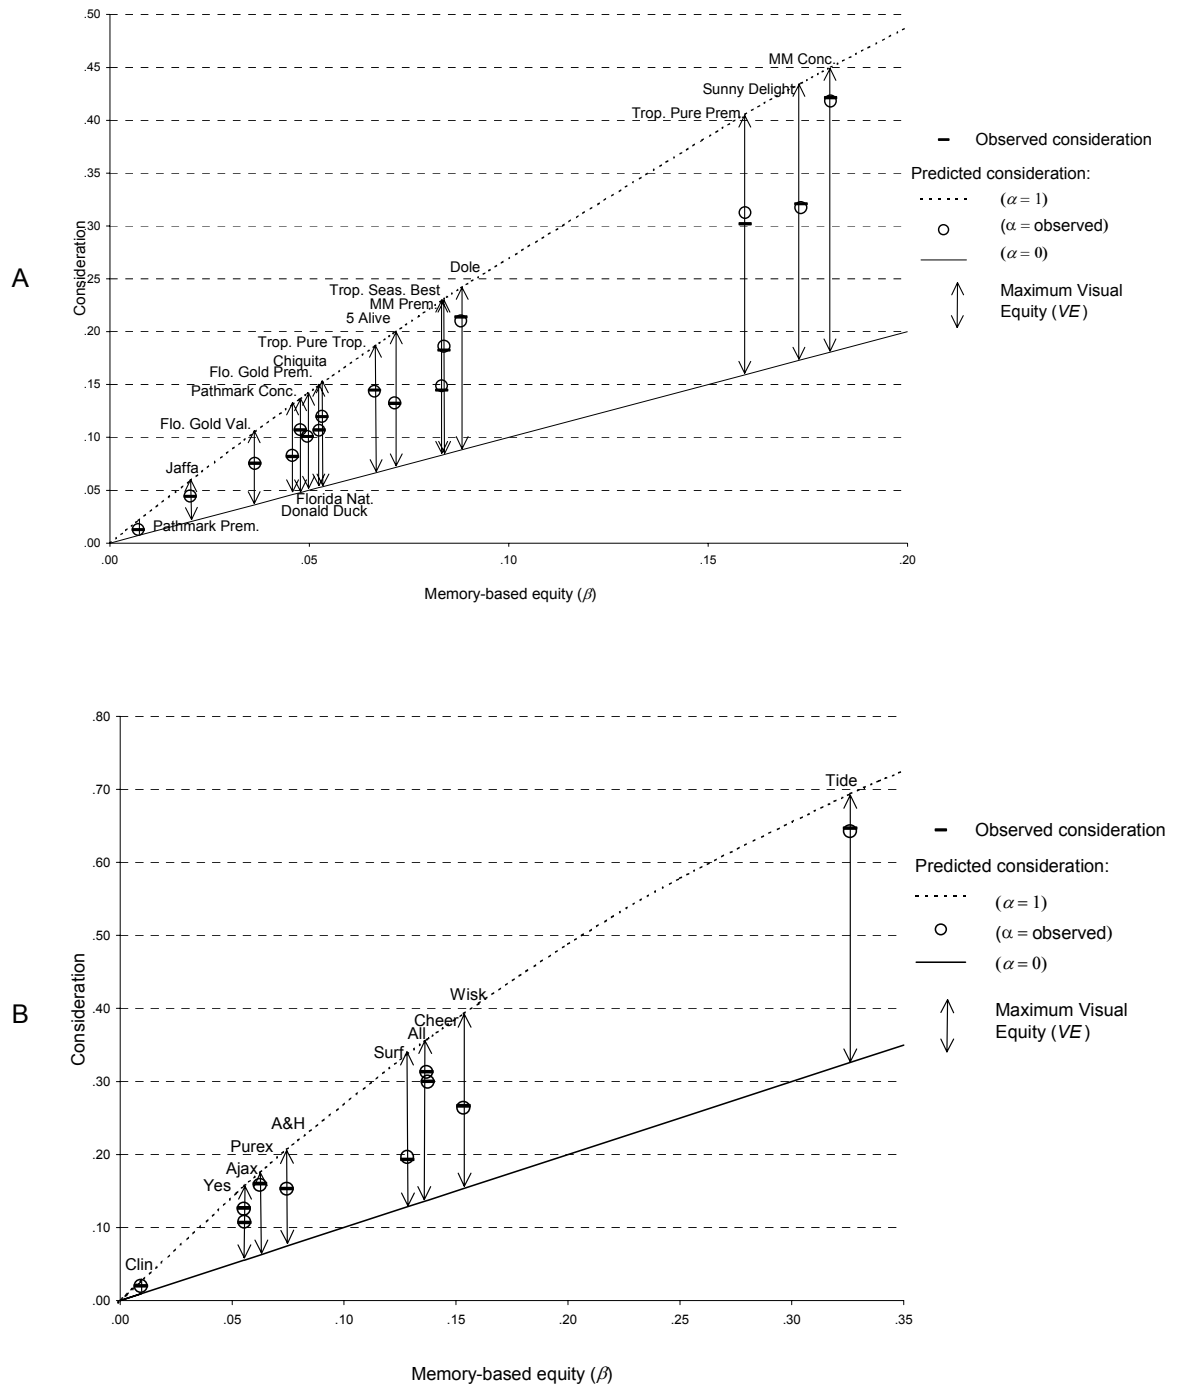 A
Consideration
.50
.45
.40
.35
.30
.25
.20
.15
.10
.05
.00
MM Conc.
Sunny Delight
Trop. Pure Prem.
Dole
Trop. Seas. Best
MM Prem.
5 Alive
Trop. Pure Trop.
Chiquita
Flo. Gold Prem.
Pathmark Conc.
Flo. Gold Val.
Jaffa
Florida Nat.
Donald Duck
Pathmark Prem.
.00 .05 .10 .15 .20
Memory-based equity (β)
Observed consideration
Predicted consideration:
(α = 1)
(α = observed)
(α = 0)
Maximum Visual
Equity (VE)
B
Consideration
.80
.70
.60
.50
.40
.30
.20
.10
.00
Tide
Wisk
Cheer
All
Surf
A&H
Purex
Ajax
Yes
Clin
.00 .05 .10 .15 .20 .25 .30 .35
Memory-based equity (β)
Observed consideration
Predicted consideration:
(α = 1)
(α = observed)
(α = 0)
Maximum Visual
Equity (VE)